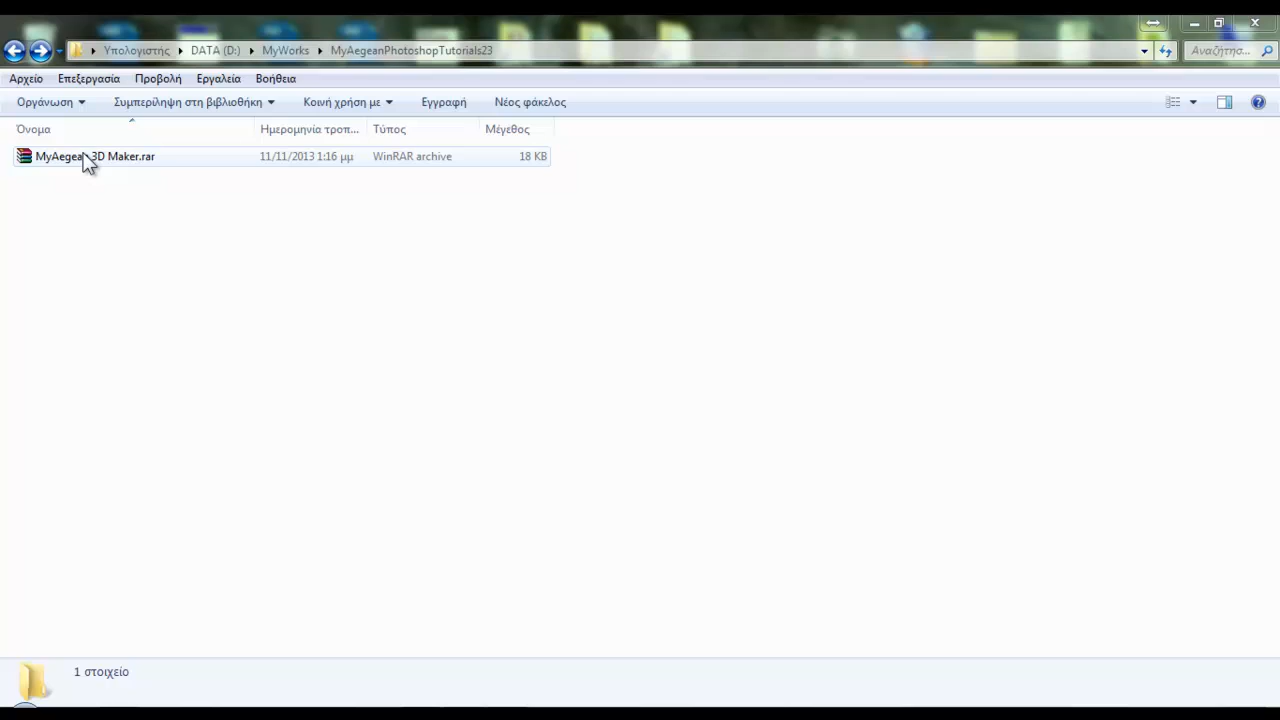 Υπολογιστής DATA (D:) MyWorks MyAegeanPhotoshopTutorials23 Αναζήτησ...
Αρχείο Επεξεργασία Προβολή Εργαλεία Βοήθεια
Οργάνωση Συμπερίληψη στη βιβλιοθήκη Κοινή χρήση με Εγγραφή Νέος φάκελος
Όνομα Ημερομηνία τροπ... Τύπος Μέγεθος
MyAegean 3D Maker.rar 11/11/2013 1:16 μμ WinRAR archive 18 KB
1 στοιχείο